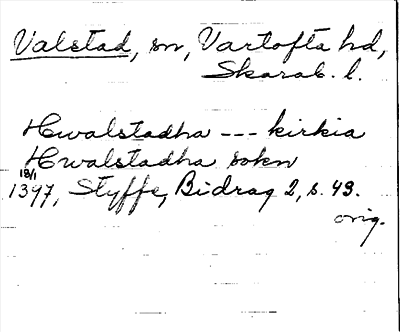 Valstad, sn, Vartofta hd,
Skarab. l.
Hwalstadha --- kirkia
Hwalstadha sokn
18/1
1397, Styffe, Bidrag 2, s. 43.
orig.